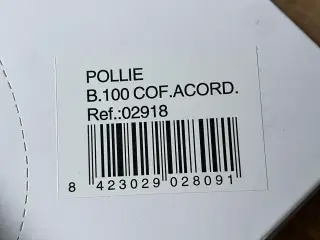 POLLIE
B.100 COF.ACORD.
Ref.:02918
8 423029 028091